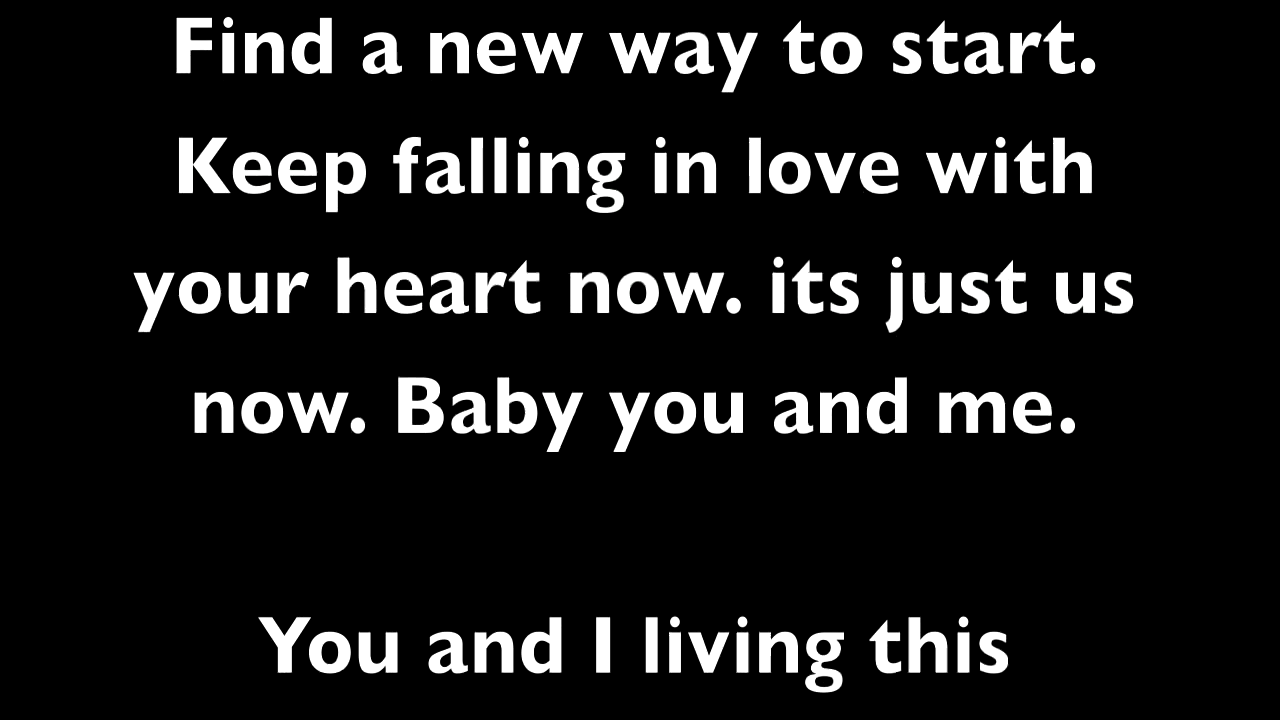 Find a new way to start.
Keep falling in love with
your heart now. its just us
now. Baby you and me.
You and I living this